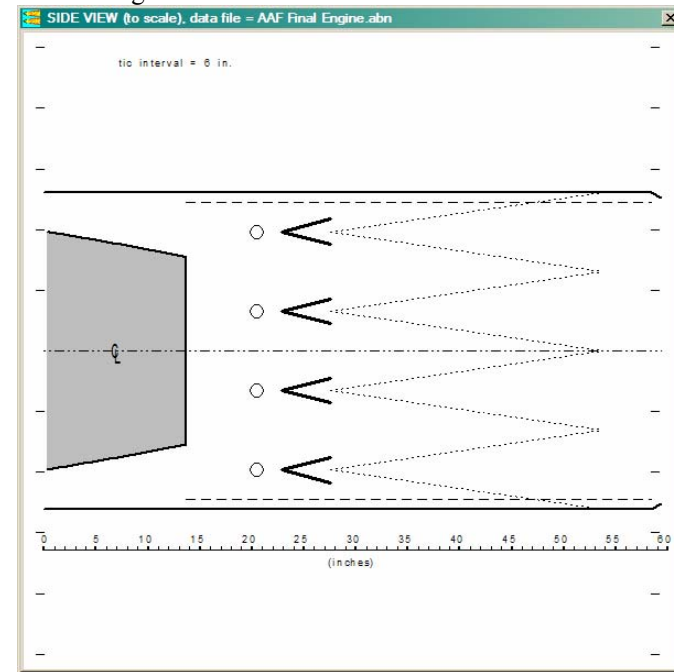 SIDE VIEW (to scale), data file = AAF Final Engine.abn
tic interval = 6 in.
℄
0 5 10 15 20 25 30 35 40 45 50 55 60
(inches)